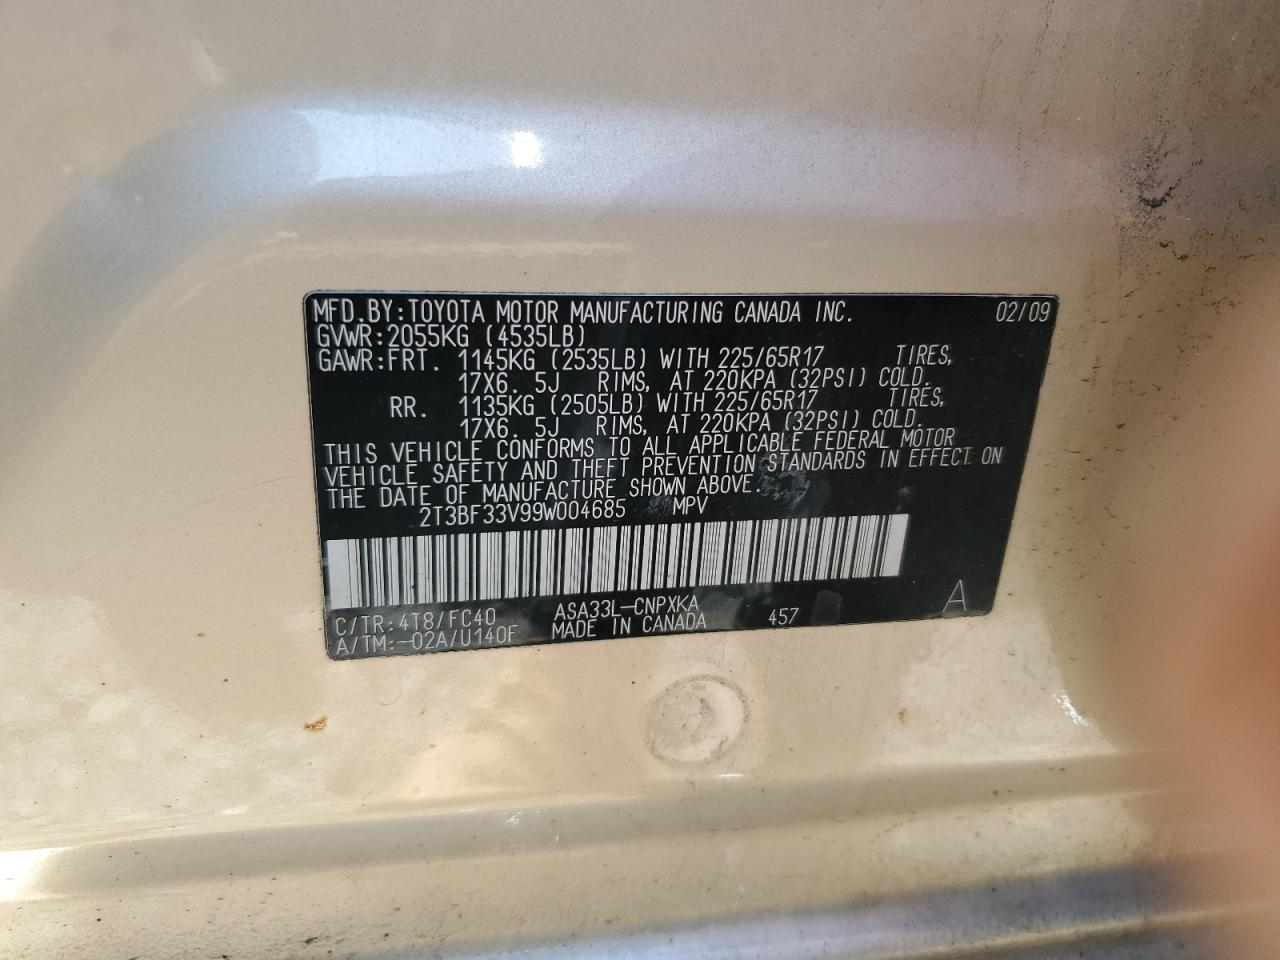 MFD.BY:TOYOTA MOTOR MANUFACTURING CANADA INC. 02/09
GVWR:2055KG (4535LB)
GAWR:FRT. 1145KG (2535LB) WITH 225/65R17 TIRES,
17X6. 5J RIMS, AT 220KPA (32PSI) COLD.
RR. 1135KG (2505LB) WITH 225/65R17 TIRES,
17X6. 5J RIMS, AT 220KPA (32PSI) COLD.
THIS VEHICLE CONFORMS TO ALL APPLICABLE FEDERAL MOTOR
VEHICLE SAFETY AND THEFT PREVENTION STANDARDS IN EFFECT ON
THE DATE OF MANUFACTURE SHOWN ABOVE.
2T3BF33V99W004685 MPV
C/TR:4T8/FC40 ASA33L-CNPXKA 457 A
A/TM:-02A/U140F MADE IN CANADA